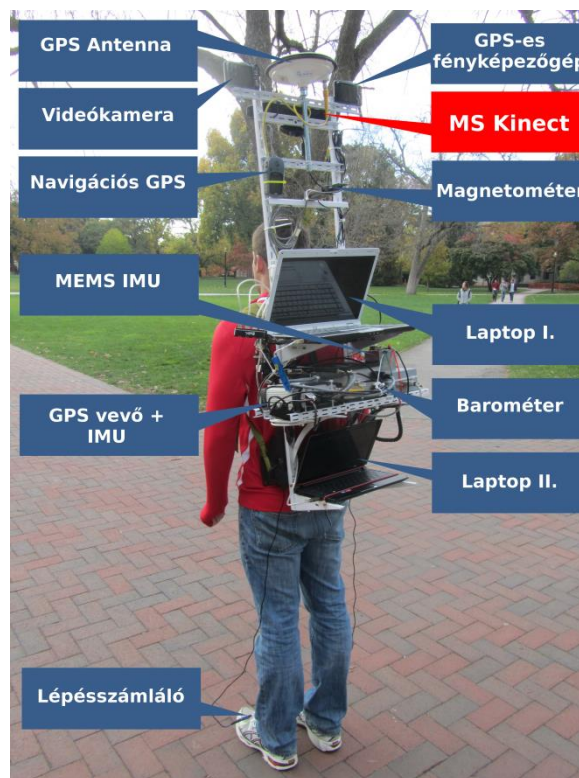 GPS Antenna
GPS-es
fényképezőgép
Videókamera
MS Kinect
Navigációs GPS
Magnetométer
MEMS IMU
Laptop I.
GPS vevő +
IMU
Barométer
Laptop II.
Lépésszámláló